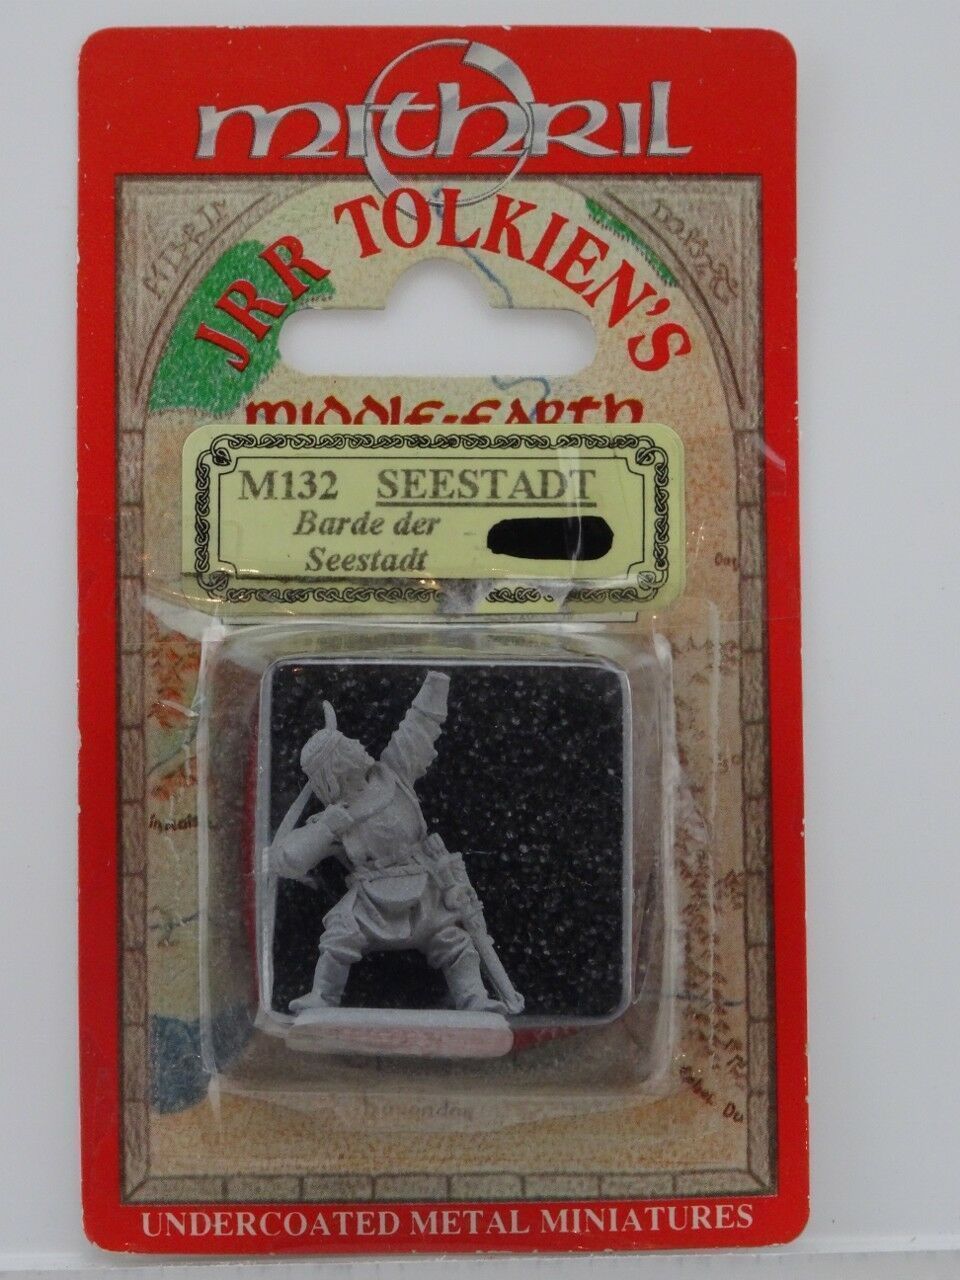 mithril
JRR TOLKIEN'S
MIDDLE-EARTH
M132 SEESTADT
Barde der
Seestadt
UNDERCOATED METAL MINIATURES